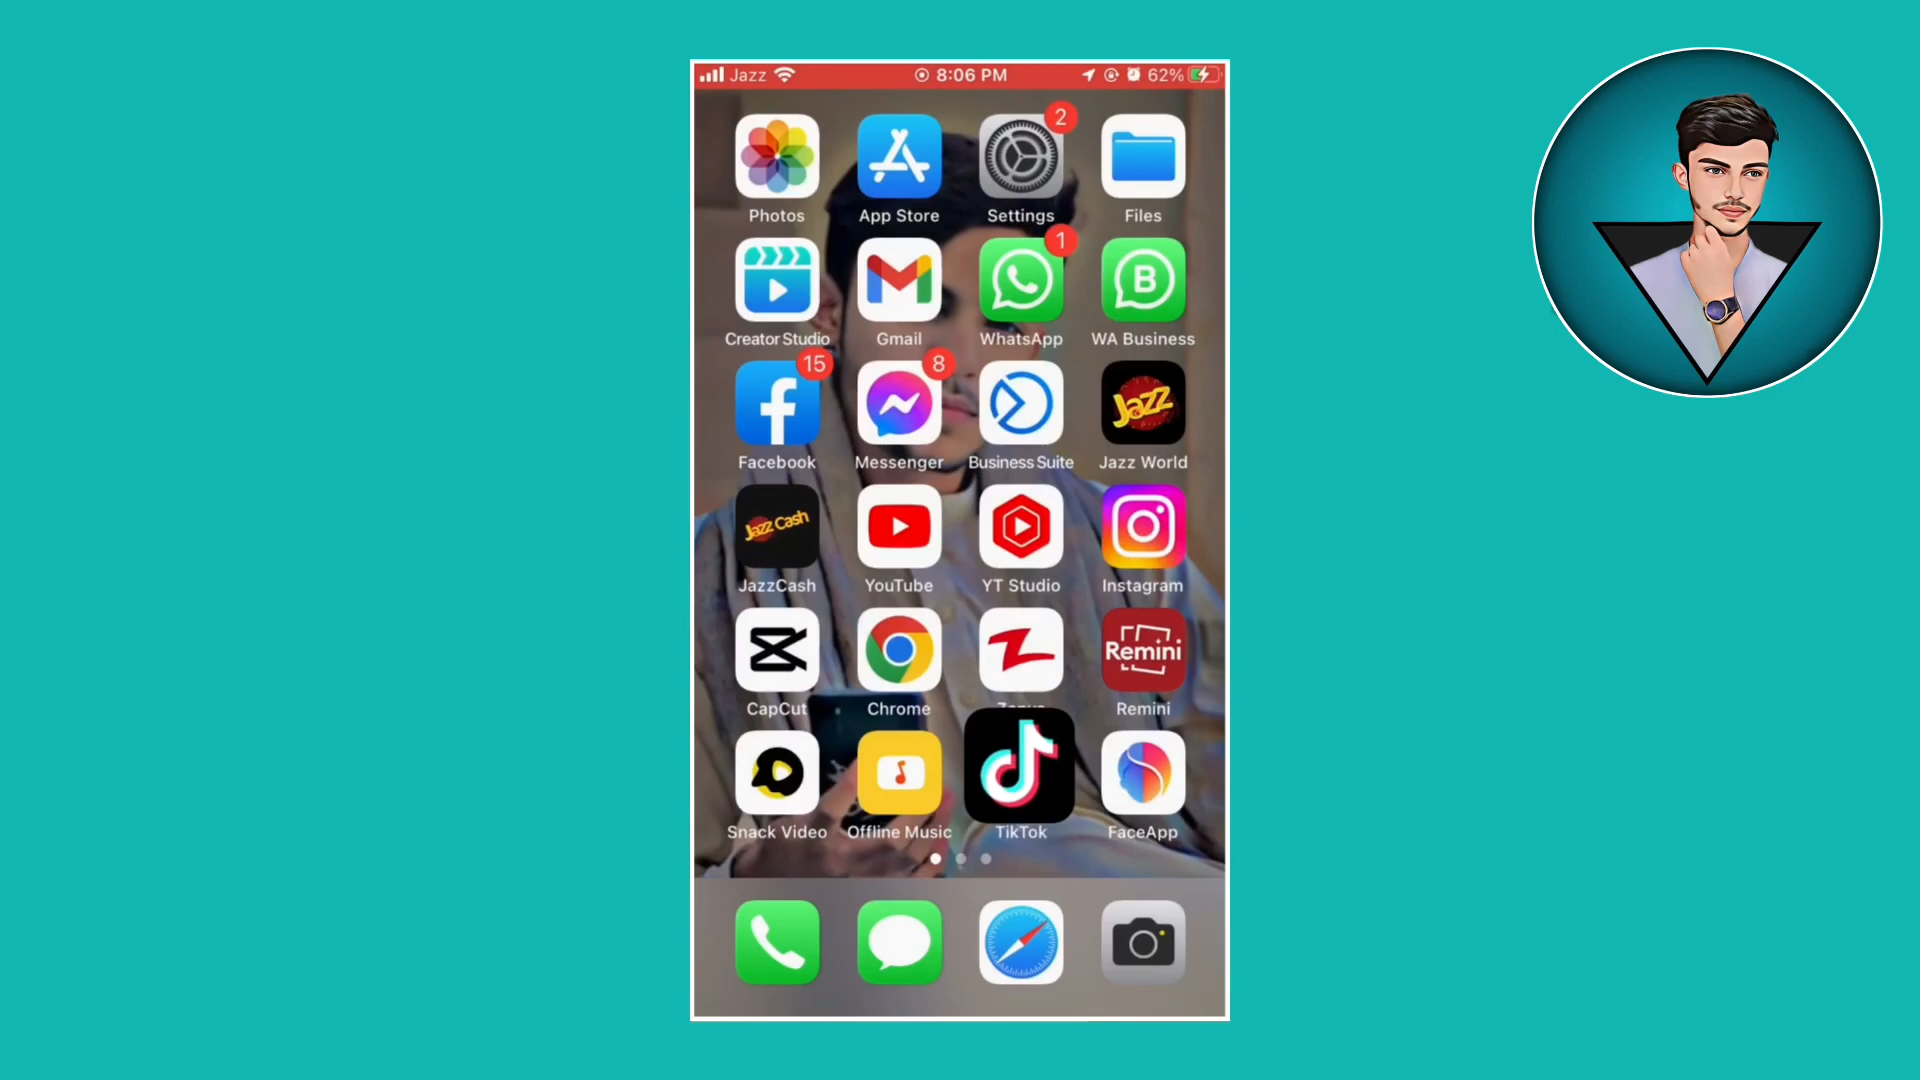 Jazz 8:06 PM 62%
2
Photos App Store Settings Files
1
B
Creator Studio Gmail WhatsApp WA Business
15 8
Jazz
Facebook Messenger Business Suite Jazz World
Jazz Cash
JazzCash YouTube YT Studio Instagram
Remini
CapCut Chrome Remini
Snack Video Offline Music TikTok FaceApp